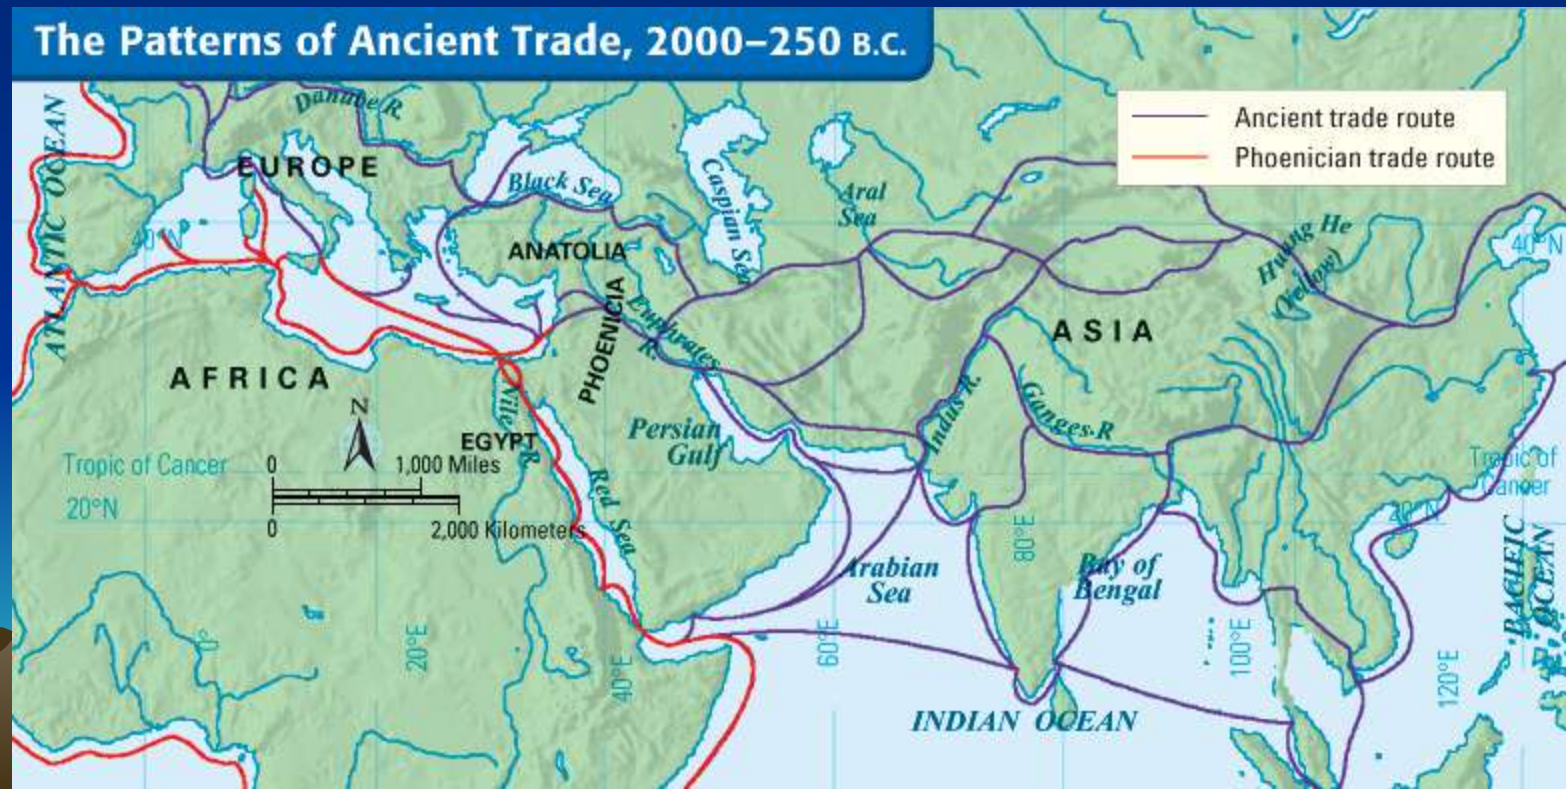 The Patterns of Ancient Trade, 2000–250 B.C.
Ancient trade route
Phoenician trade route
ATLANTIC OCEAN
Danube R.
EUROPE
Black Sea
Caspian Sea
Aral
Sea
40°N
ANATOLIA
Huang He
(Yellow)
40°N
PHOENICIA
Euphrates
R.
ASIA
AFRICA
N
Nile R.
EGYPT
Persian
Gulf
Indus R.
Ganges R
Tropic of Cancer
0
1,000 Miles
20°N
0
2,000 Kilometers
Red Sea
Tropic of
Cancer
20°N
80°E
Arabian
Sea
Bay of
Bengal
PACIFIC
OCEAN
0°
20°E
40°E
60°E
100°E
120°E
INDIAN OCEAN